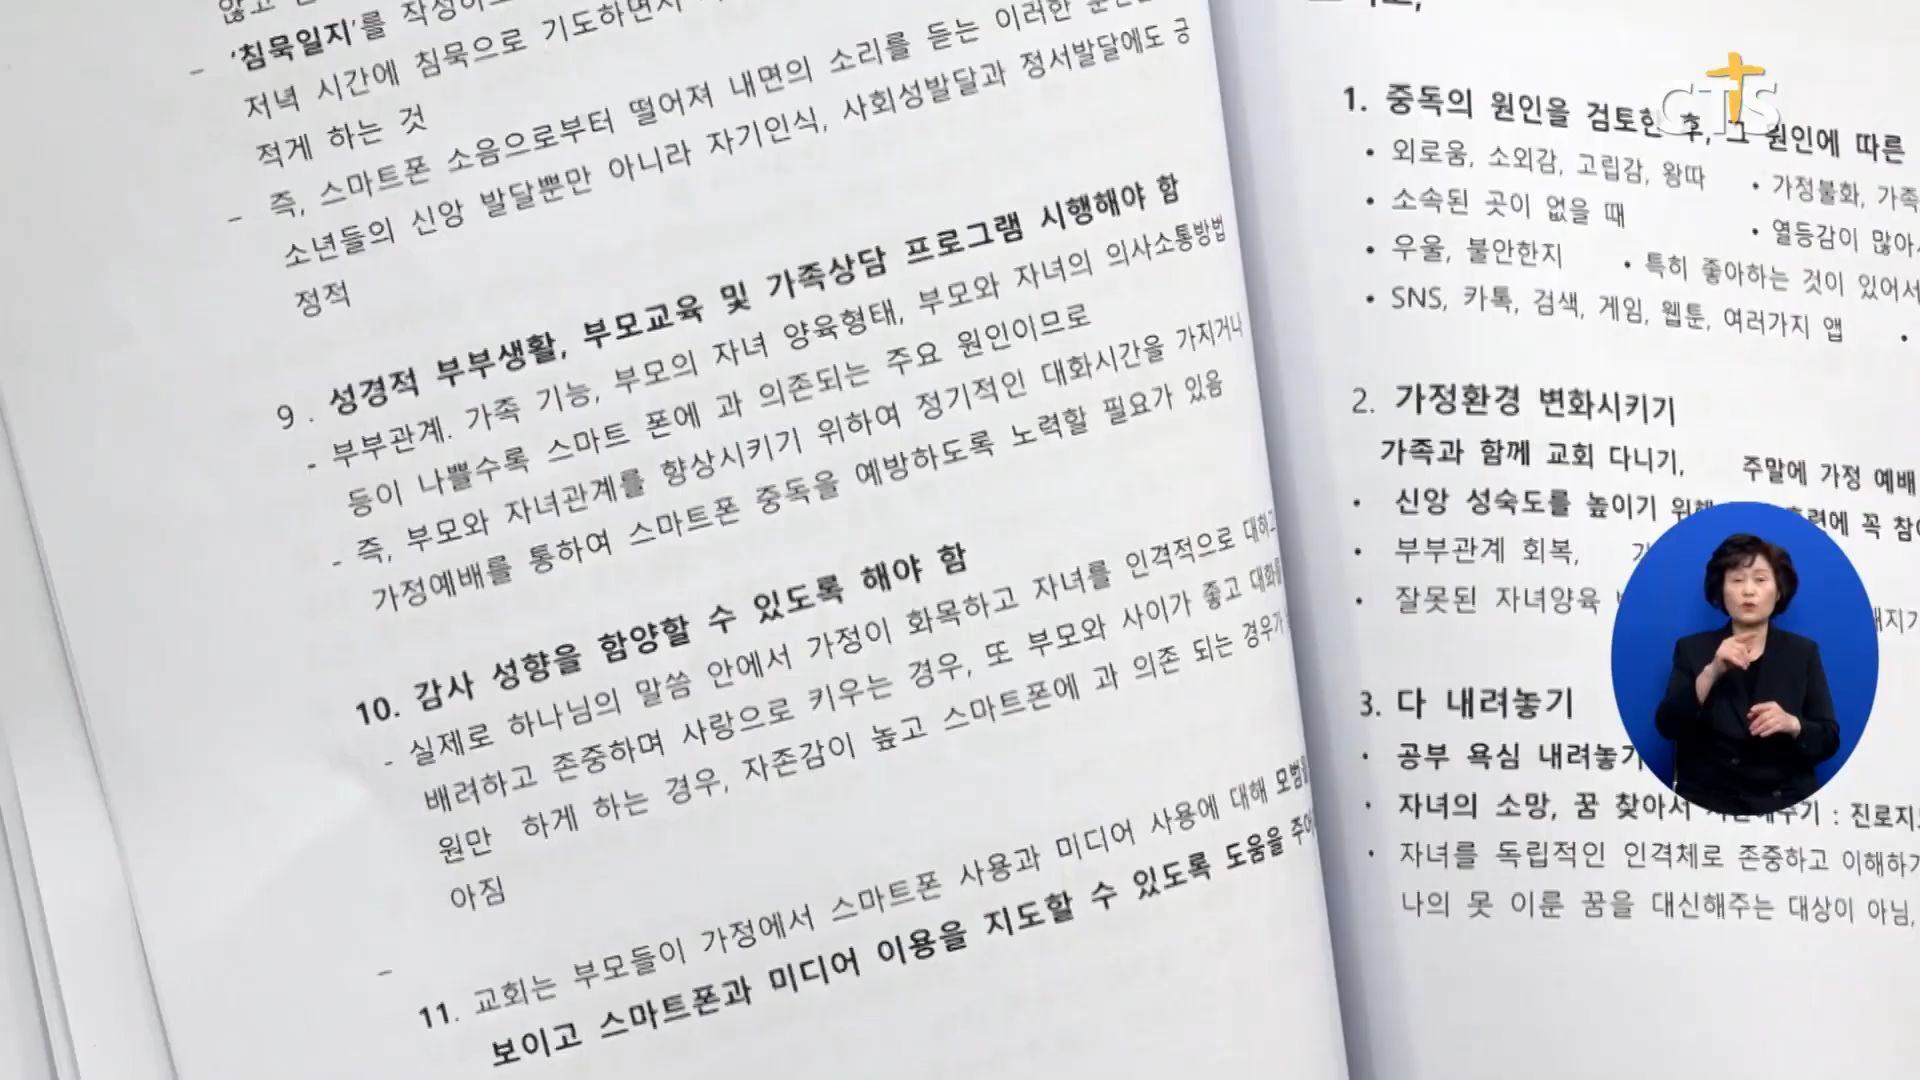 않고
'침묵일지'를
저녁 시간에 침묵으로 기도하면서
적게 하는 것
- 즉, 스마트폰 소음으로부터 떨어져 내면의 소리를 듣는 이러한
소년들의 신앙 발달뿐만 아니라 자기인식, 사회성발달과 정서발달에도 긍
정적
9 . 성경적 부부생활, 부모교육 및 가족상담 프로그램 시행해야 함
- 부부관계. 가족 기능, 부모의 자녀 양육형태, 부모와 자녀의 의사소통방법
등이 나쁠수록 스마트 폰에 과 의존되는 주요 원인이므로
- 즉, 부모와 자녀관계를 향상시키기 위하여 정기적인 대화시간을 가지거나
가정예배를 통하여 스마트폰 중독을 예방하도록 노력할 필요가 있음
10. 감사 성향을 함양할 수 있도록 해야 함
- 실제로 하나님의 말씀 안에서 가정이 화목하고 자녀를 인격적으로 대하고
배려하고 존중하며 사랑으로 키우는 경우, 또 부모와 사이가 좋고 대화를
원만 하게 하는 경우, 자존감이 높고 스마트폰에 과 의존 되는 경우가
아짐
11. 교회는 부모들이 가정에서 스마트폰 사용과 미디어 사용에 대해 모범을
보이고 스마트폰과 미디어 이용을 지도할 수 있도록 도움을 주어
CTS
1. 중독의 원인을 검토한 후, 그 원인에 따른
• 외로움, 소외감, 고립감, 왕따 • 가정불화, 가족
• 소속된 곳이 없을 때 • 열등감이 많아서
• 우울, 불안한지 • 특히 좋아하는 것이 있어서
• SNS, 카톡, 검색, 게임, 웹툰, 여러가지 앱 •
2. 가정환경 변화시키기
가족과 함께 교회 다니기, 주말에 가정 예배
• 신앙 성숙도를 높이기 위해 훈련에 꼭
• 부부관계 회복,
• 잘못된 자녀양육
3. 다 내려놓기
• 공부 욕심 내려놓기
• 자녀의 소망, 꿈 찾아서 : 진로지도
• 자녀를 독립적인 인격체로 존중하고 이해하기
나의 못 이룬 꿈을 대신해주는 대상이 아님,